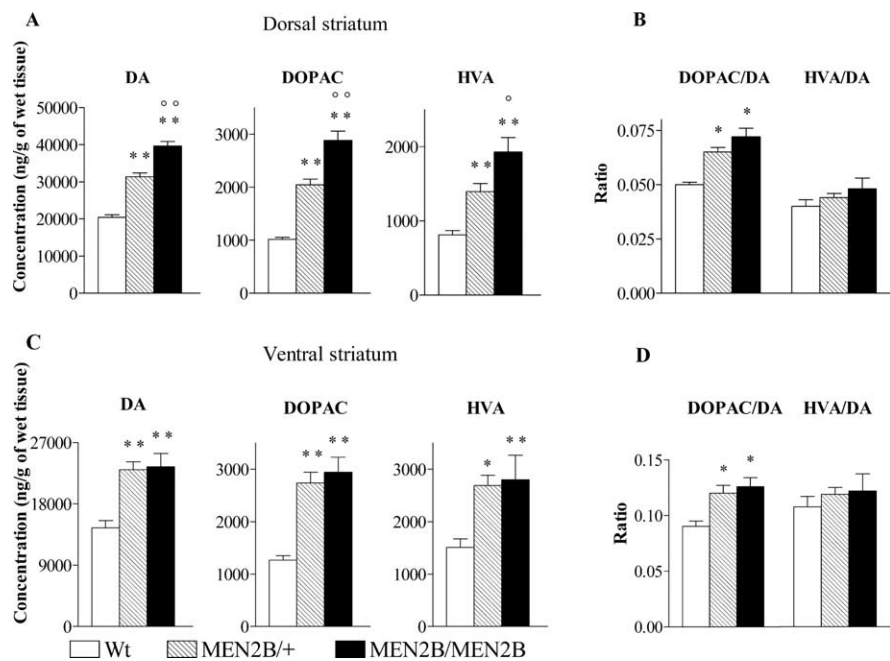 A
Dorsal striatum
B
DA
DOPAC
HVA
DOPAC/DA
HVA/DA
Concentration (ng/g of wet tissue)
50000
40000
30000
20000
10000
0
** 
°°
**
3000
2000
1000
0
**
°°
**
2000
1000
0
**
°
**
Ratio
0.075
0.050
0.025
0.000
*
*
C
Ventral striatum
D
DA
DOPAC
HVA
DOPAC/DA
HVA/DA
Concentration (ng/g of wet tissue)
27000
18000
9000
0
**
**
3000
2000
1000
0
**
**
3000
2000
1000
0
*
**
Ratio
0.15
0.10
0.05
0.00
*
*
Wt
MEN2B/+
MEN2B/MEN2B